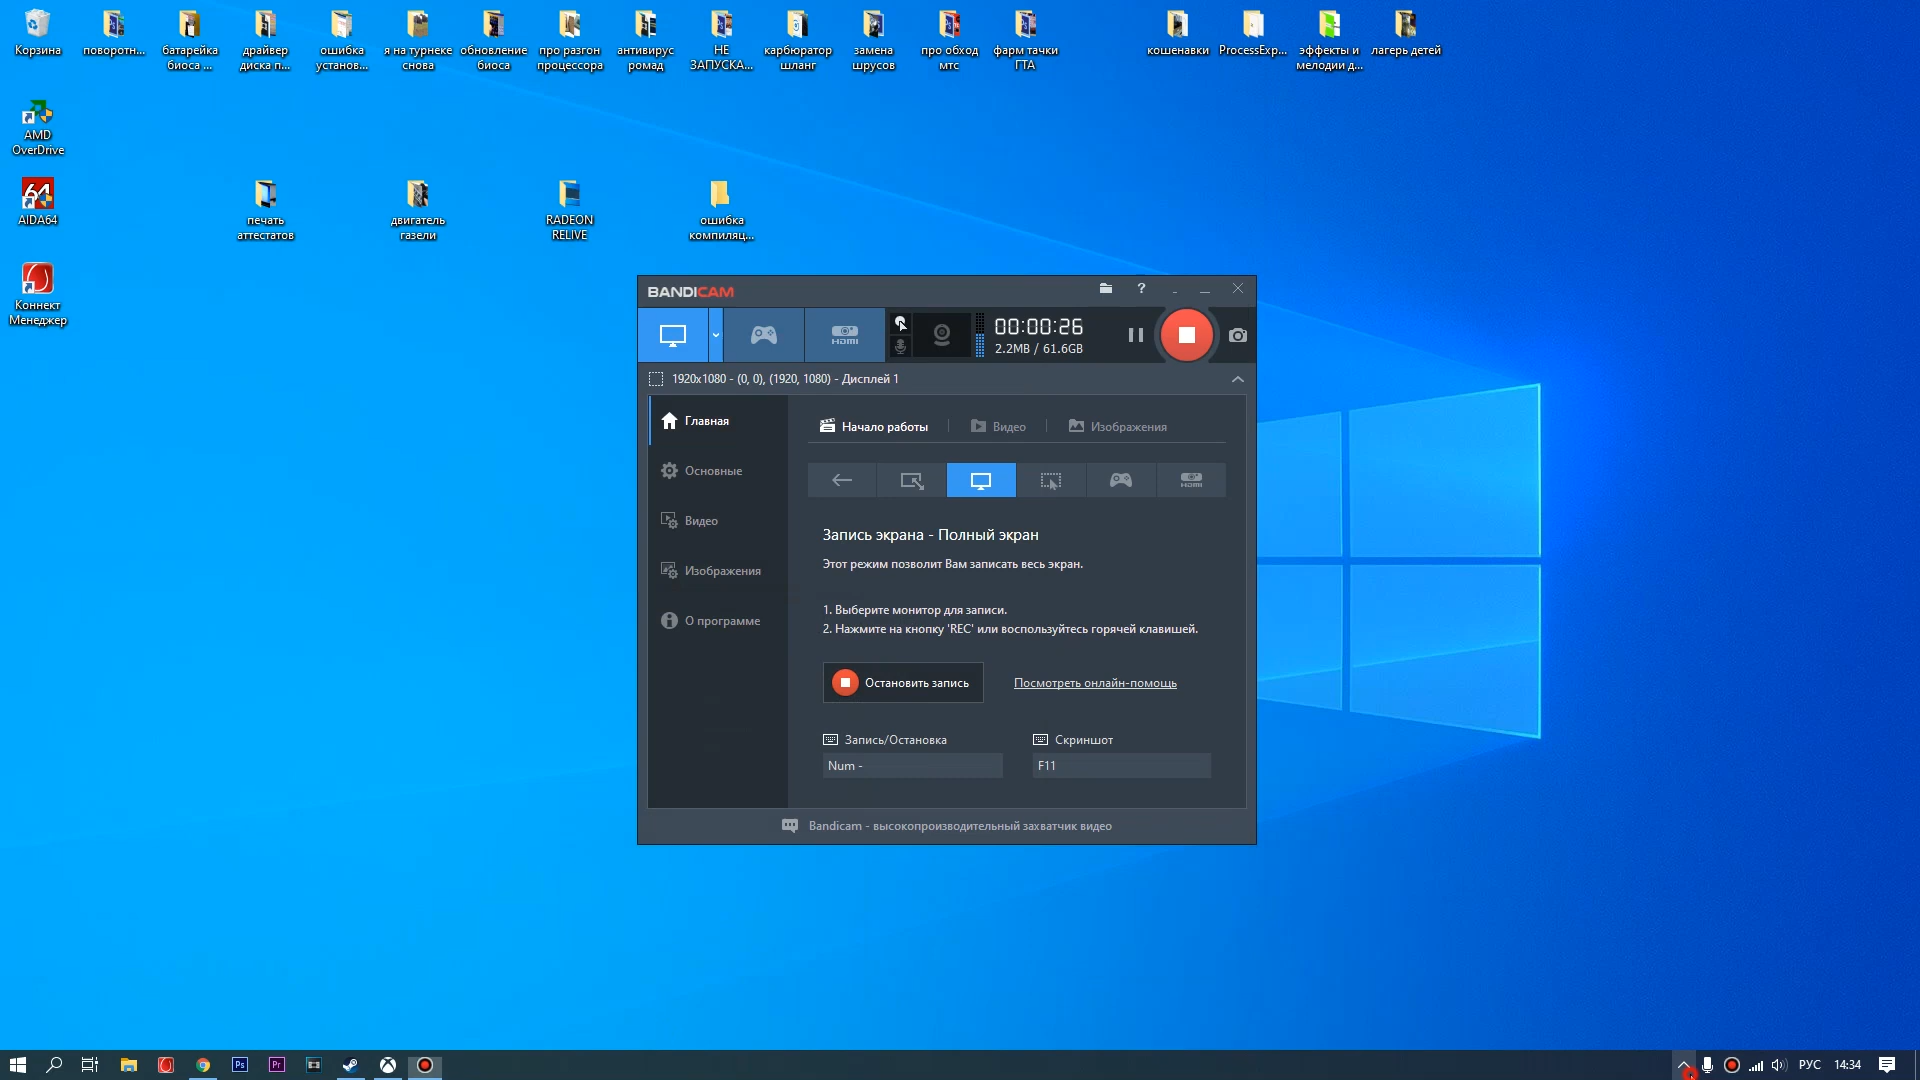 Корзина
поворотн...
батарейка
биоса ...
драйвер
диска п...
ошибка
установ...
я на турнеке
снова
обновление
биоса
про разгон
процессора
антивирус
ромад
НЕ
ЗАПУСКА...
карбюратор
шланг
замена
шрусов
про обход
мтс
фарм тачки
ГТА
кошенавки
ProcessExp...
эффекты и
мелодии д...
лагерь детей
AMD
OverDrive
64
AIDA64
печать
аттестатов
двигатель
газели
RADEON
RELIVE
ошибка
компиляц...
Коннект
Менеджер
BANDICAM
?
HDMI
00:00:26
2.2MB / 61.6GB
1920x1080 - (0, 0), (1920, 1080) - Дисплей 1
Главная
Основные
Видео
Изображения
О программе
Начало работы
Видео
Изображения
HDMI
Запись экрана - Полный экран
Этот режим позволит Вам записать весь экран.
1. Выберите монитор для записи.
2. Нажмите на кнопку 'REC' или воспользуйтесь горячей клавишей.
Остановить запись
Посмотреть онлайн-помощь
Запись/Остановка
Скриншот
Num -
F11
Bandicam - высокопроизводительный захватчик видео
Ps
Pr
РУС
14:34